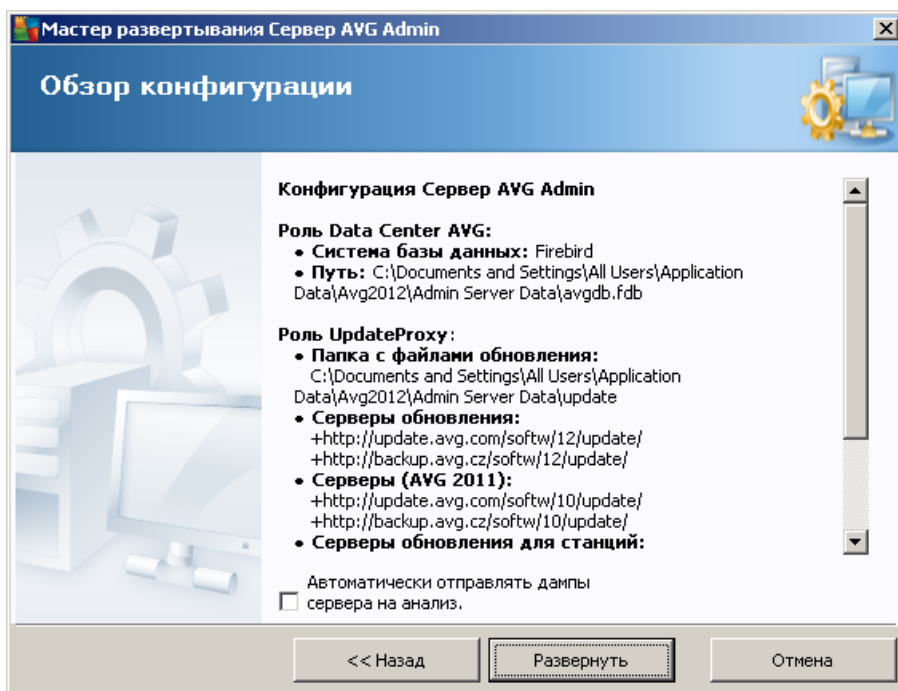 Мастер развертывания Сервер AVG Admin
Обзор конфигурации
Конфигурация Сервер AVG Admin
Роль Data Center AVG:
• Система базы данных: Firebird
• Путь: C:\Documents and Settings\All Users\Application
Data\Avg2012\Admin Server Data\avgdb.fdb
Роль UpdateProxy:
• Папка с файлами обновления:
C:\Documents and Settings\All Users\Application
Data\Avg2012\Admin Server Data\update
• Серверы обновления:
+http://update.avg.com/softw/12/update/
+http://backup.avg.cz/softw/12/update/
• Серверы (AVG 2011):
+http://update.avg.com/softw/10/update/
+http://backup.avg.cz/softw/10/update/
• Серверы обновления для станций:
Автоматически отправлять дампы
сервера на анализ.
<< Назад
Развернуть
Отмена